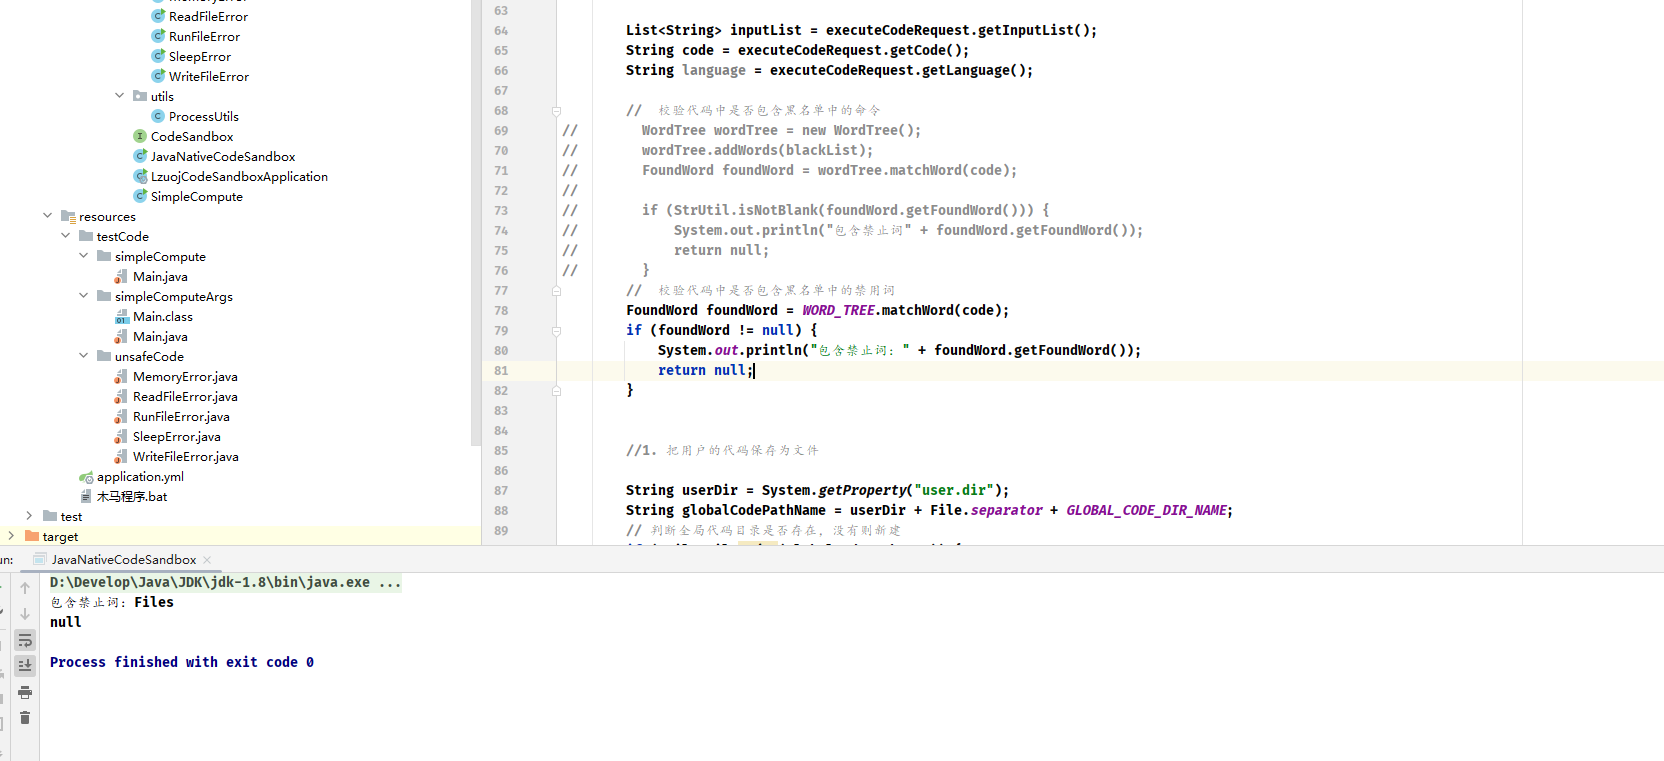 MemoryError
ReadFileError
RunFileError
SleepError
WriteFileError
utils
ProcessUtils
CodeSandbox
JavaNativeCodeSandbox
LzuojCodeSandboxApplication
SimpleCompute
resources
testCode
simpleCompute
Main.java
simpleComputeArgs
Main.class
Main.java
unsafeCode
MemoryError.java
ReadFileError.java
RunFileError.java
SleepError.java
WriteFileError.java
application.yml
木马程序.bat
test
target
63
64 List<String> inputList = executeCodeRequest.getInputList();
65 String code = executeCodeRequest.getCode();
66 String language = executeCodeRequest.getLanguage();
67
68 // 校验代码中是否包含黑名单中的命令
69 // WordTree wordTree = new WordTree();
70 // wordTree.addWords(blackList);
71 // FoundWord foundWord = wordTree.matchWord(code);
72 //
73 // if (StrUtil.isNotBlank(foundWord.getFoundWord())) {
74 // System.out.println("包含禁止词" + foundWord.getFoundWord());
75 // return null;
76 // }
77 // 校验代码中是否包含黑名单中的禁用词
78 FoundWord foundWord = WORD_TREE.matchWord(code);
79 if (foundWord != null) {
80 System.out.println("包含禁止词：" + foundWord.getFoundWord());
81 return null;
82 }
83
84
85 //1. 把用户的代码保存为文件
86
87 String userDir = System.getProperty("user.dir");
88 String globalCodePathName = userDir + File.separator + GLOBAL_CODE_DIR_NAME;
89 // 判断全局代码目录是否存在，没有则新建
un: JavaNativeCodeSandbox
D:\Develop\Java\JDK\jdk-1.8\bin\java.exe ...
包含禁止词：Files
null
Process finished with exit code 0